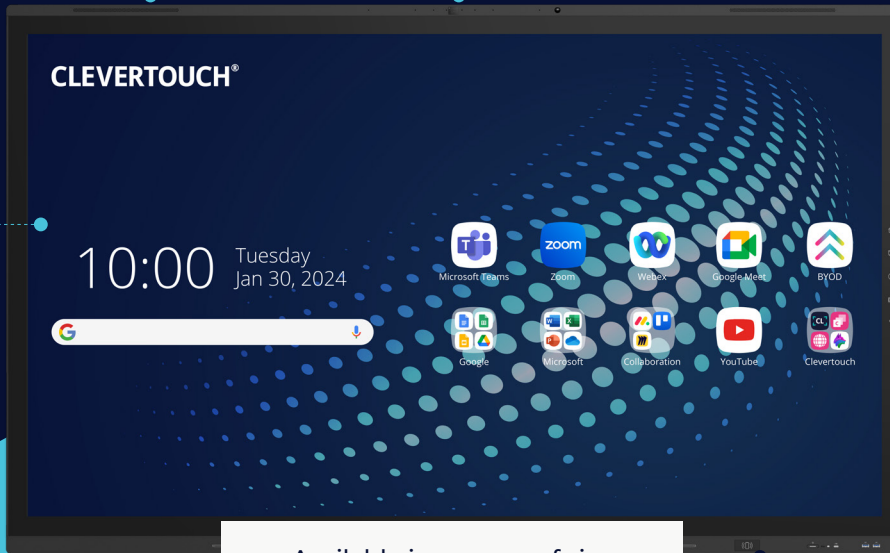 CLEVERTOUCH®
10:00
Tuesday
Jan 30, 2024
Microsoft Teams
zoom
Zoom
Webex
Google Meet
BYOD
Google
Microsoft
Collaboration
YouTube
Clevertouch